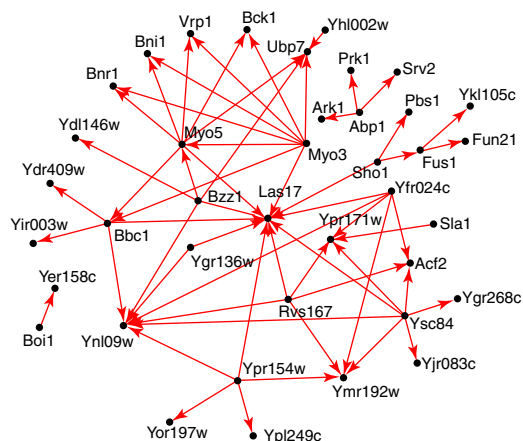 Vrp1
Bck1
Yhl002w
Bni1
Ubp7
Prk1
Srv2
Bnr1
Ark1
Abp1
Pbs1
Ykl105c
Ydl146w
Myo5
Myo3
Fun21
Fus1
Sho1
Ydr409w
Bzz1
Las17
Yfr024c
Yir003w
Bbc1
Ypr171w
Sla1
Yer158c
Ygr136w
Acf2
Boi1
Ynl09w
Rvs167
Ysc84
Ygr268c
Yjr083c
Ypr154w
Ymr192w
Yor197w
Ypl249c